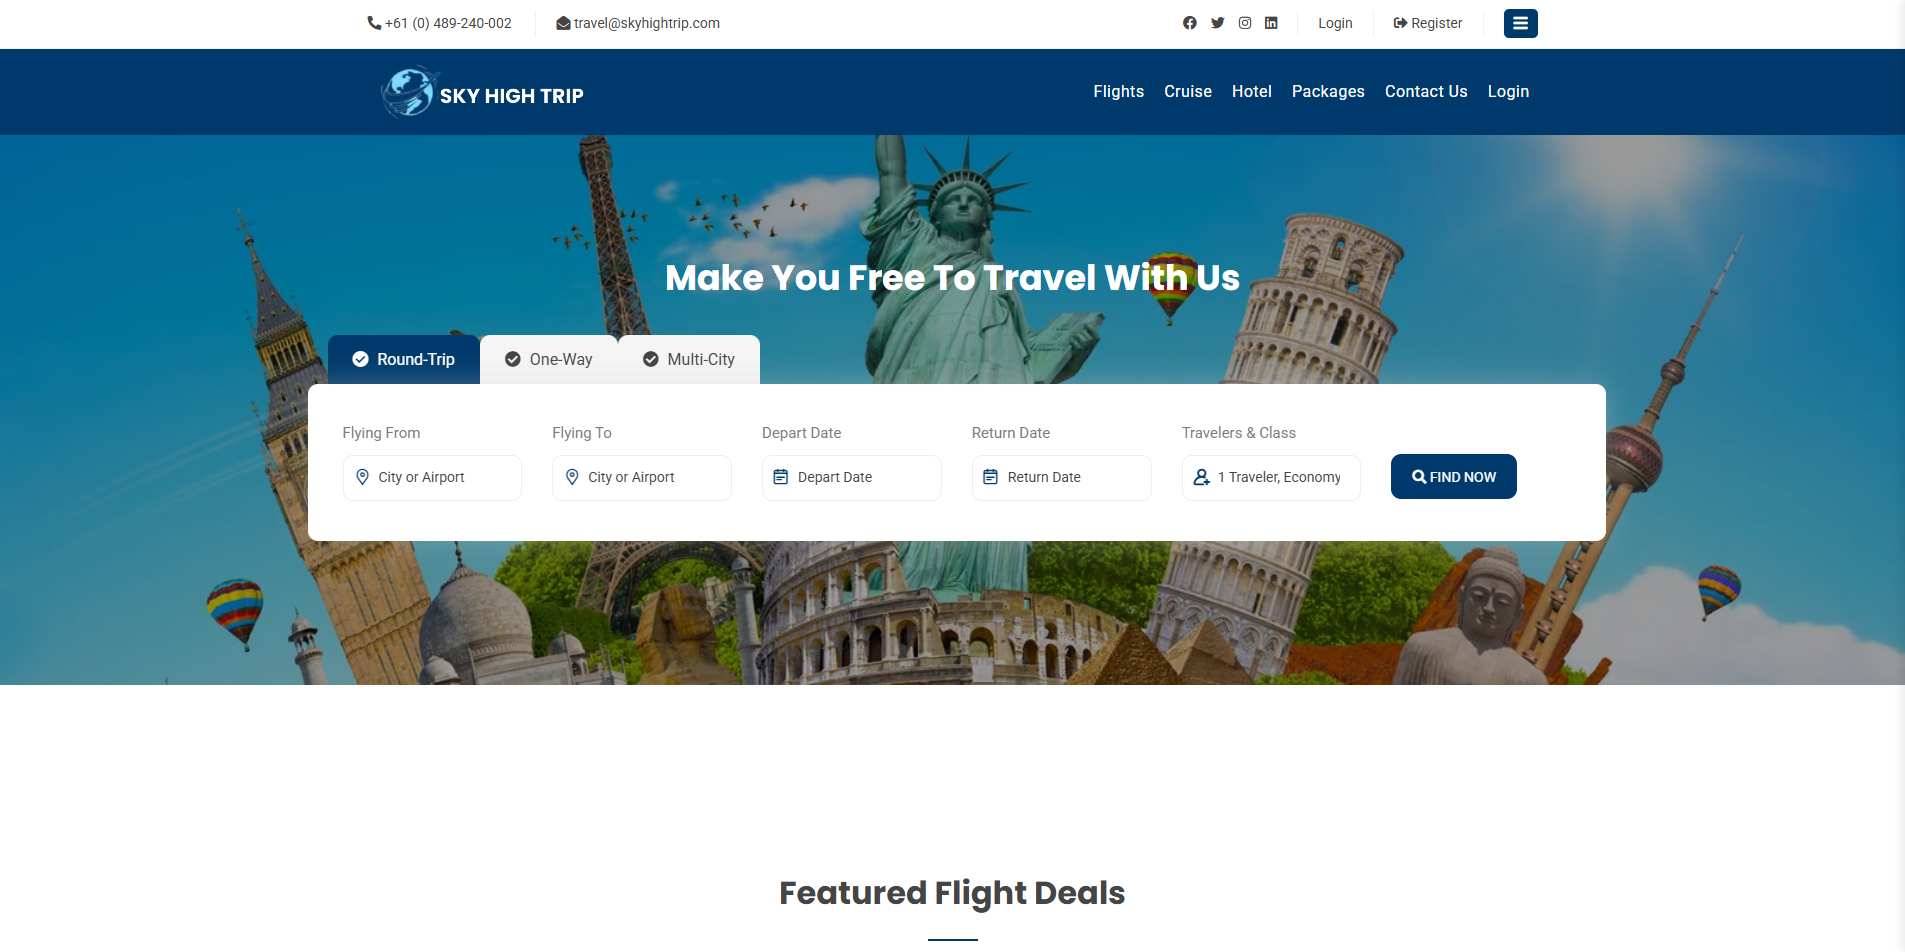 +61 (0) 489-240-002
travel@skyhightrip.com
Login
Register
SKY HIGH TRIP
Flights
Cruise
Hotel
Packages
Contact Us
Login
Make You Free To Travel With Us
Round-Trip
One-Way
Multi-City
Flying From
Flying To
Depart Date
Return Date
Travelers & Class
City or Airport
City or Airport
Depart Date
Return Date
1 Traveler, Economy
FIND NOW
Featured Flight Deals